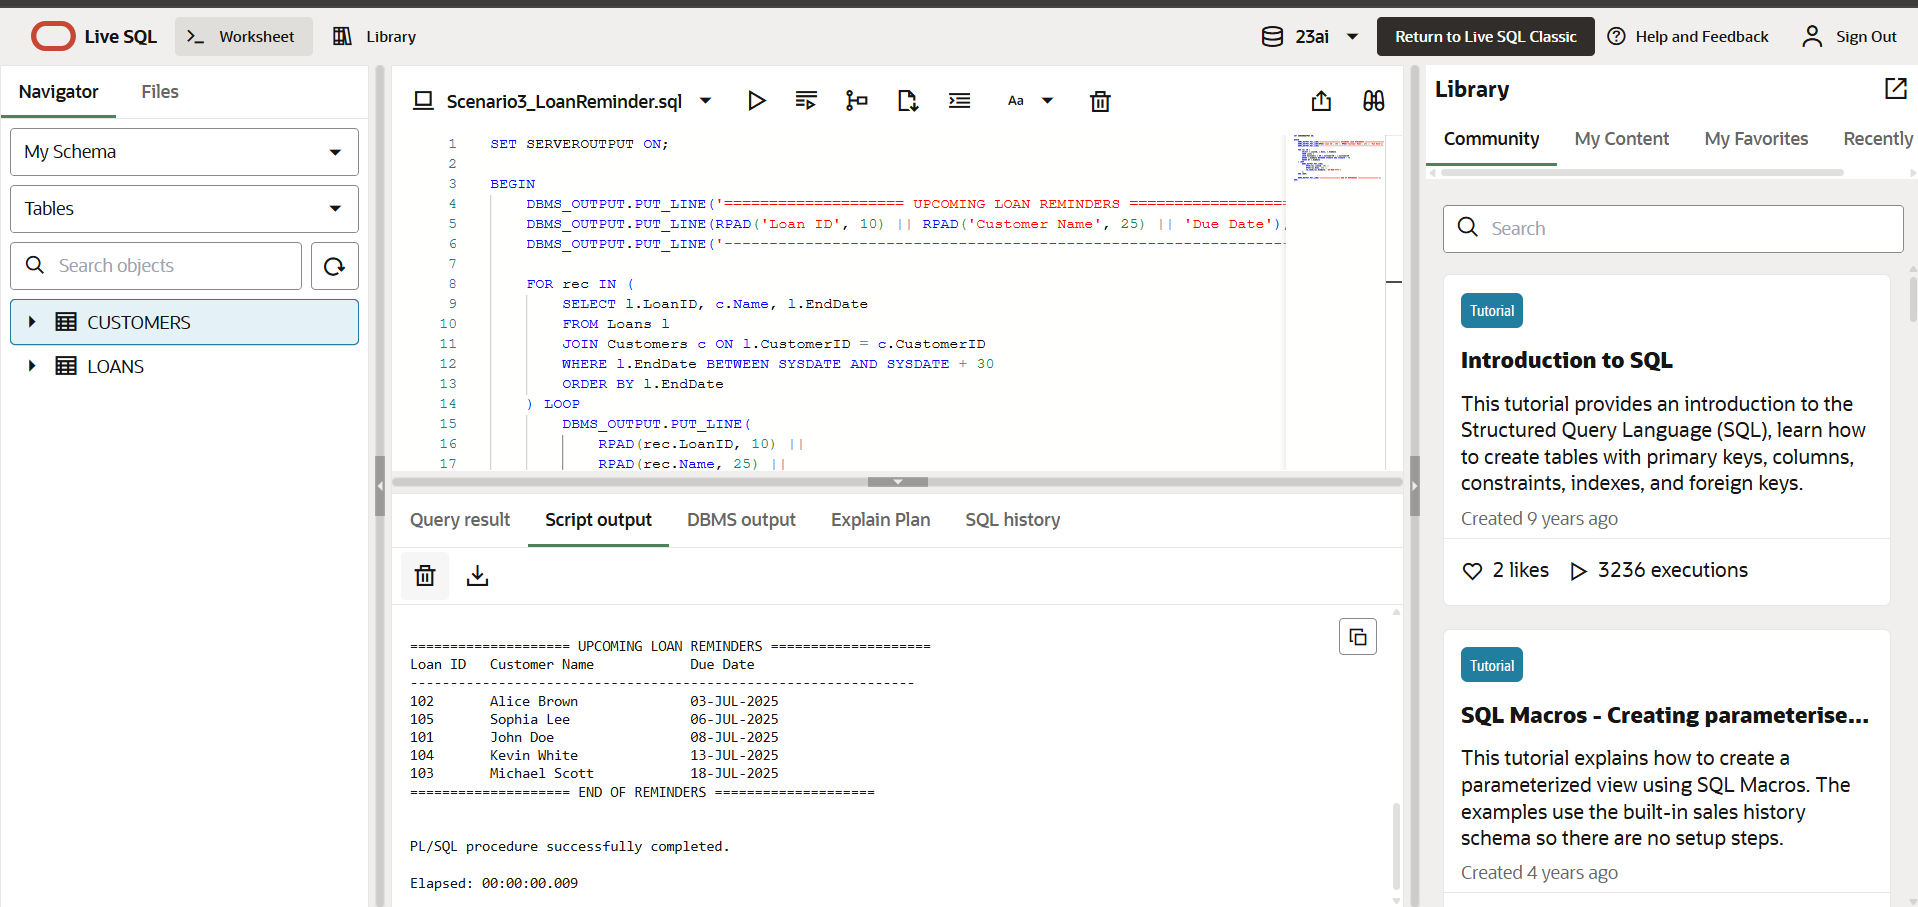 Live SQL
Worksheet
Library
23ai
Return to Live SQL Classic
Help and Feedback
Sign Out
Navigator
Files
My Schema
Tables
Search objects
CUSTOMERS
LOANS
Scenario3_LoanReminder.sql
Aa
1 SET SERVEROUTPUT ON;
2
3 BEGIN
4 DBMS_OUTPUT.PUT_LINE('==================== UPCOMING LOAN REMINDERS ==================
5 DBMS_OUTPUT.PUT_LINE(RPAD('Loan ID', 10) || RPAD('Customer Name', 25) || 'Due Date')
6 DBMS_OUTPUT.PUT_LINE('--------------------------------------------------------------
7
8 FOR rec IN (
9 SELECT l.LoanID, c.Name, l.EndDate
10 FROM Loans l
11 JOIN Customers c ON l.CustomerID = c.CustomerID
12 WHERE l.EndDate BETWEEN SYSDATE AND SYSDATE + 30
13 ORDER BY l.EndDate
14 ) LOOP
15 DBMS_OUTPUT.PUT_LINE(
16 RPAD(rec.LoanID, 10) ||
17 RPAD(rec.Name, 25) ||
Query result
Script output
DBMS output
Explain Plan
SQL history
==================== UPCOMING LOAN REMINDERS ====================
Loan ID   Customer Name            Due Date
---------------------------------------------------------------
102       Alice Brown              03-JUL-2025
105       Sophia Lee               06-JUL-2025
101       John Doe                 08-JUL-2025
104       Kevin White              13-JUL-2025
103       Michael Scott            18-JUL-2025
==================== END OF REMINDERS ====================
PL/SQL procedure successfully completed.
Elapsed: 00:00:00.009
Library
Community
My Content
My Favorites
Recently
Search
Tutorial
Introduction to SQL
This tutorial provides an introduction to the
Structured Query Language (SQL), learn how
to create tables with primary keys, columns,
constraints, indexes, and foreign keys.
Created 9 years ago
2 likes
3236 executions
Tutorial
SQL Macros - Creating parameterise...
This tutorial explains how to create a
parameterized view using SQL Macros. The
examples use the built-in sales history
schema so there are no setup steps.
Created 4 years ago